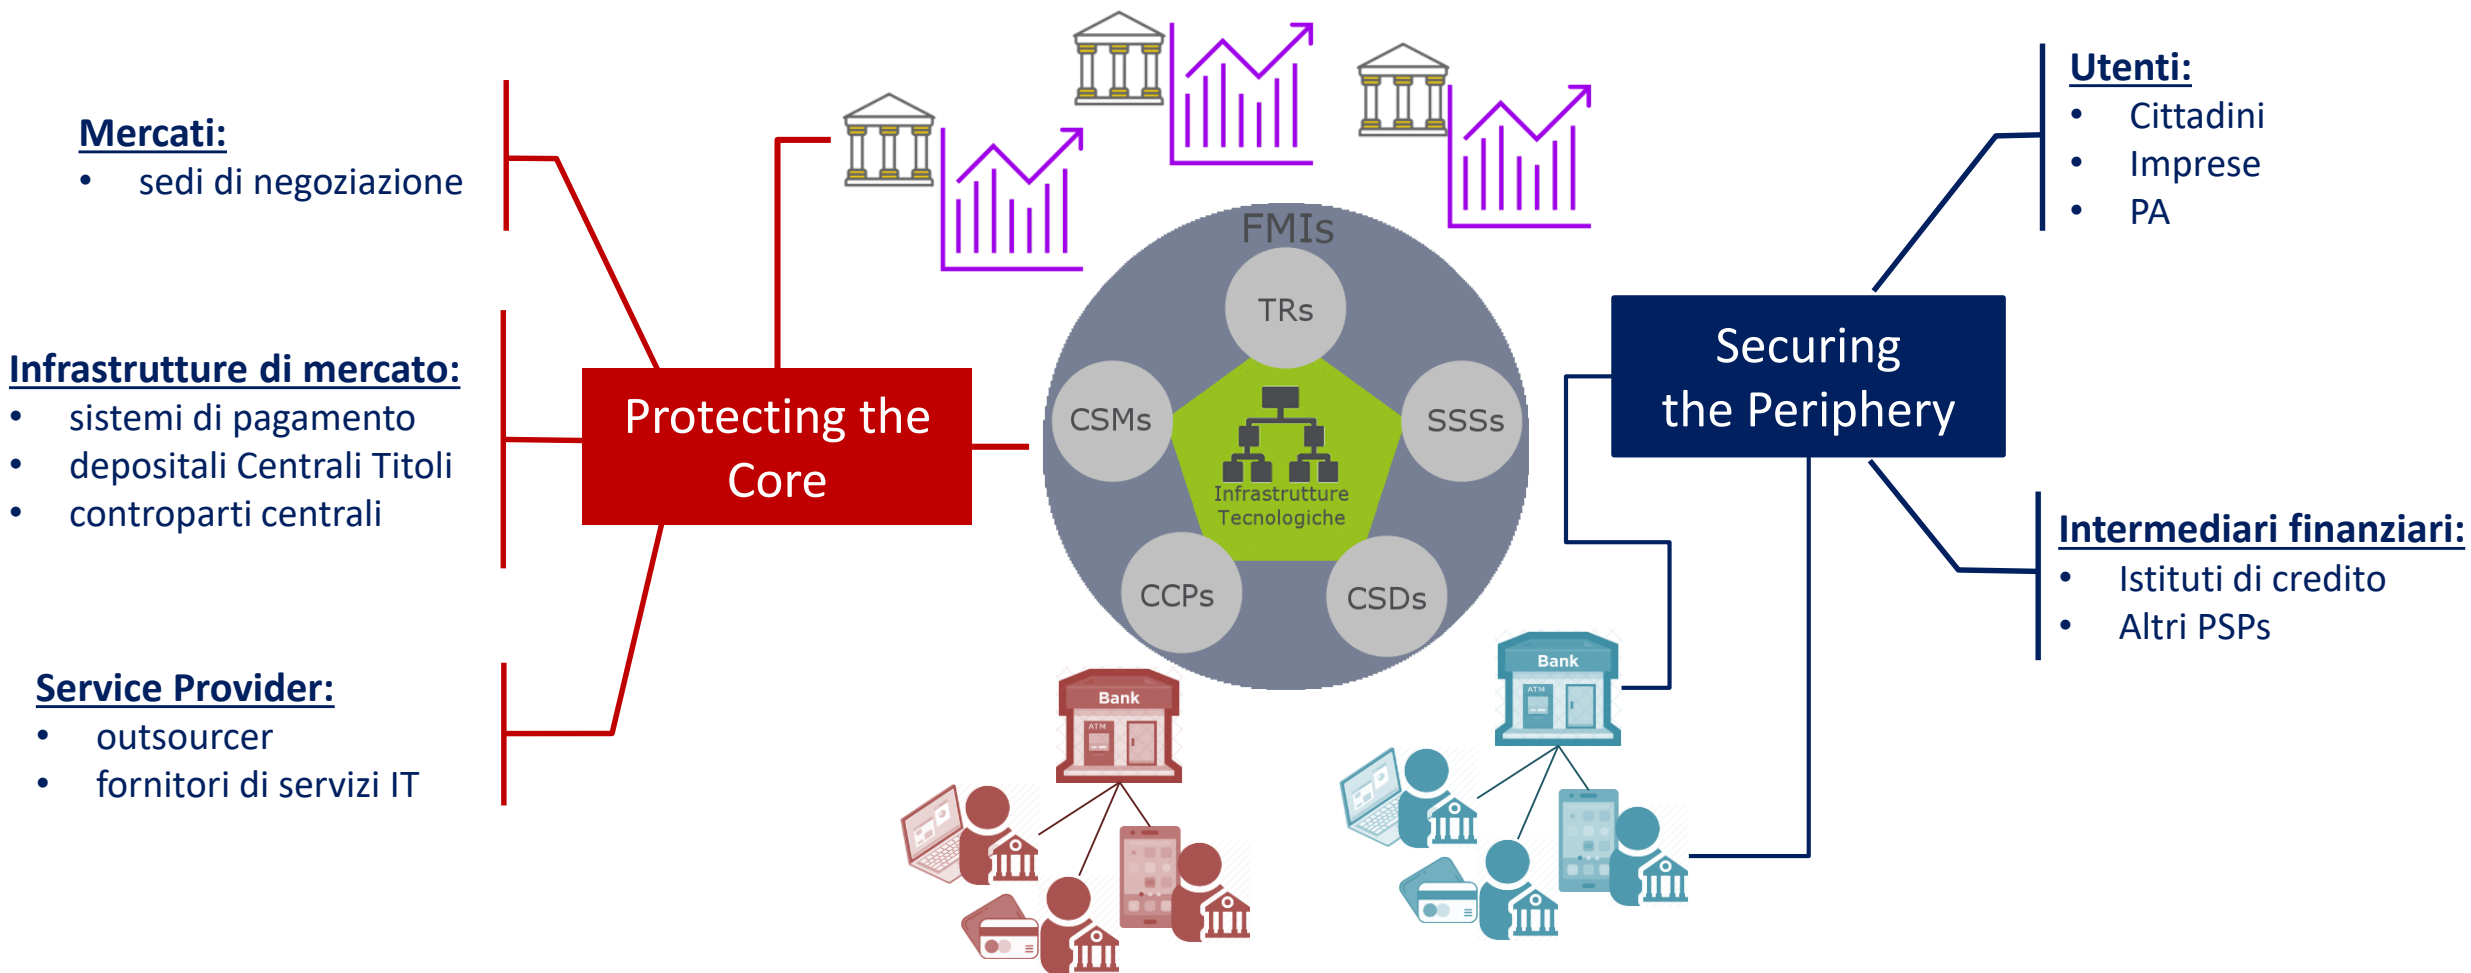 Mercati:
• sedi di negoziazione
Infrastrutture di mercato:
• sistemi di pagamento
• depositali Centrali Titoli
• controparti centrali
Service Provider:
• outsourcer
• fornitori di servizi IT
Protecting the
Core
FMIs
TRs
CSMs
SSSs
Infrastrutture
Tecnologiche
CCPs
CSDs
Bank
ATM
Bank
ATM
Securing
the Periphery
Utenti:
• Cittadini
• Imprese
• PA
Intermediari finanziari:
• Istituti di credito
• Altri PSPs